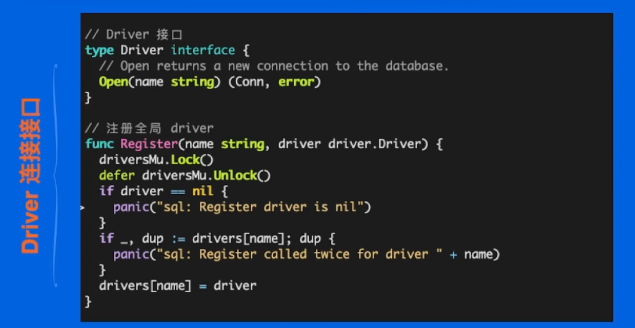 Driver 连接接口
// Driver 接口
type Driver interface {
  // Open returns a new connection to the database.
  Open(name string) (Conn, error)
}
// 注册全局 driver
func Register(name string, driver driver.Driver) {
  driversMu.Lock()
  defer driversMu.Unlock()
  if driver == nil {
    panic("sql: Register driver is nil")
  }
  if _, dup := drivers[name]; dup {
    panic("sql: Register called twice for driver " + name)
  }
  drivers[name] = driver
}